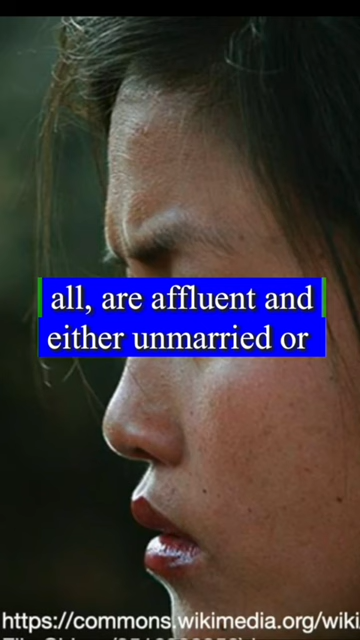 all, are affluent and
either unmarried or
https://commons.wikimedia.org/wiki